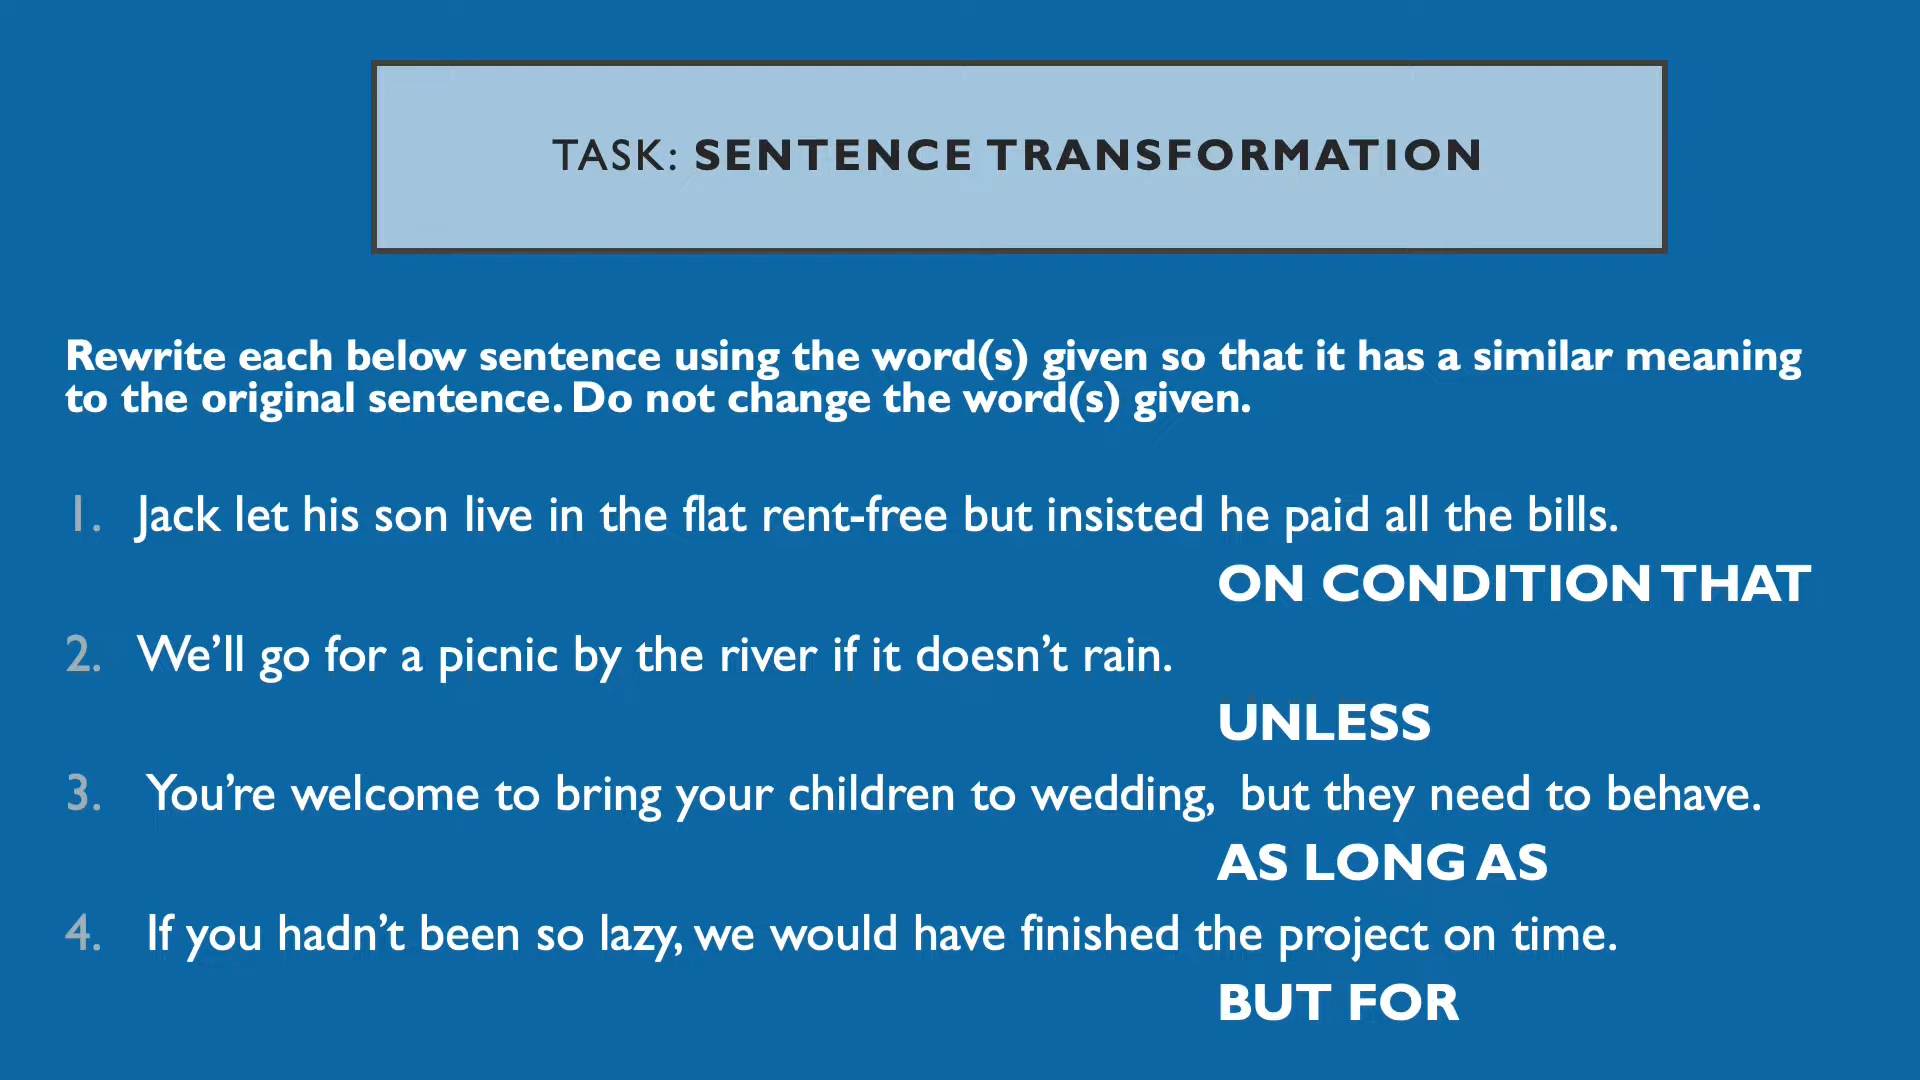 TASK: SENTENCE TRANSFORMATION
Rewrite each below sentence using the word(s) given so that it has a similar meaning
to the original sentence. Do not change the word(s) given.
1. Jack let his son live in the flat rent-free but insisted he paid all the bills.
ON CONDITION THAT
2. We’ll go for a picnic by the river if it doesn’t rain.
UNLESS
3. You’re welcome to bring your children to wedding, but they need to behave.
AS LONG AS
4. If you hadn’t been so lazy, we would have finished the project on time.
BUT FOR